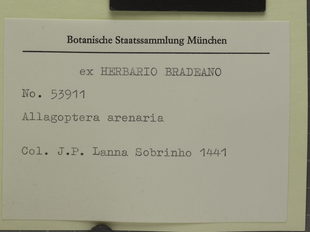 Botanische Staatssammlung München
ex HERBARIO BRADEANO
No. 53911
Allagoptera arenaria
Col. J.P. Lanna Sobrinho 1441